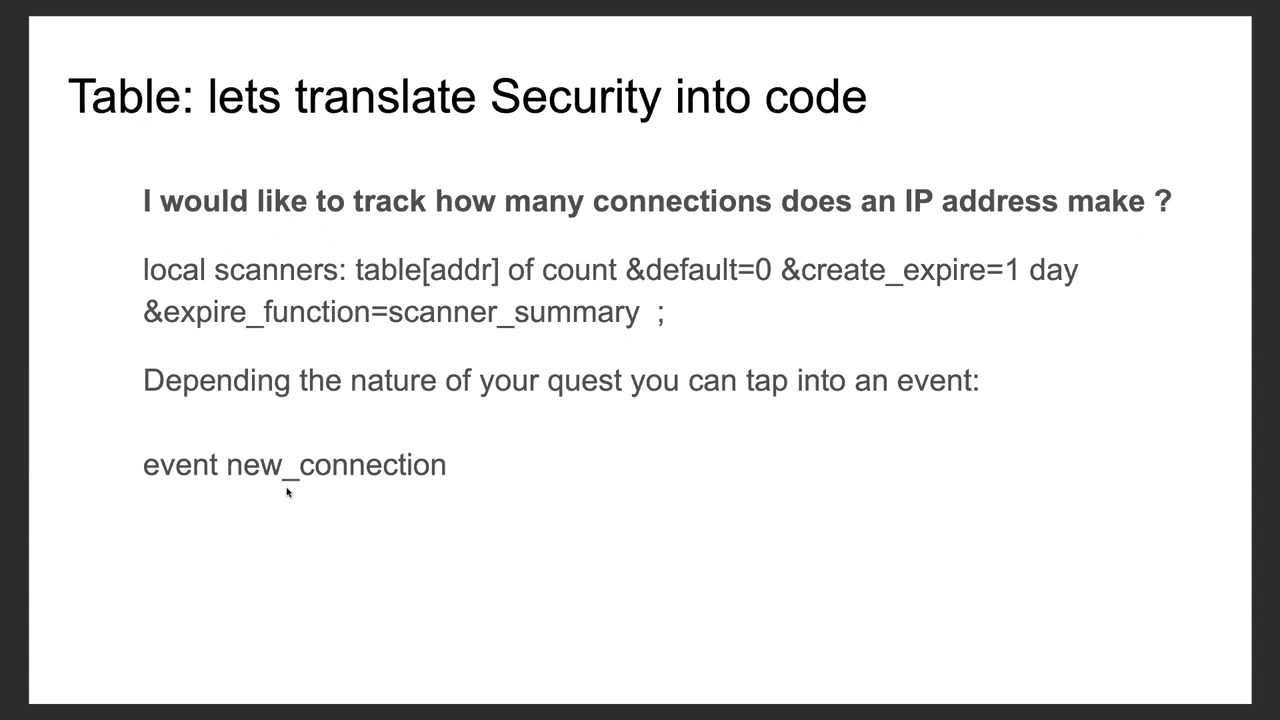 Table: lets translate Security into code
I would like to track how many connections does an IP address make ?
local scanners: table[addr] of count &default=0 &create_expire=1 day
&expire_function=scanner_summary  ;
Depending the nature of your quest you can tap into an event:
event new_connection